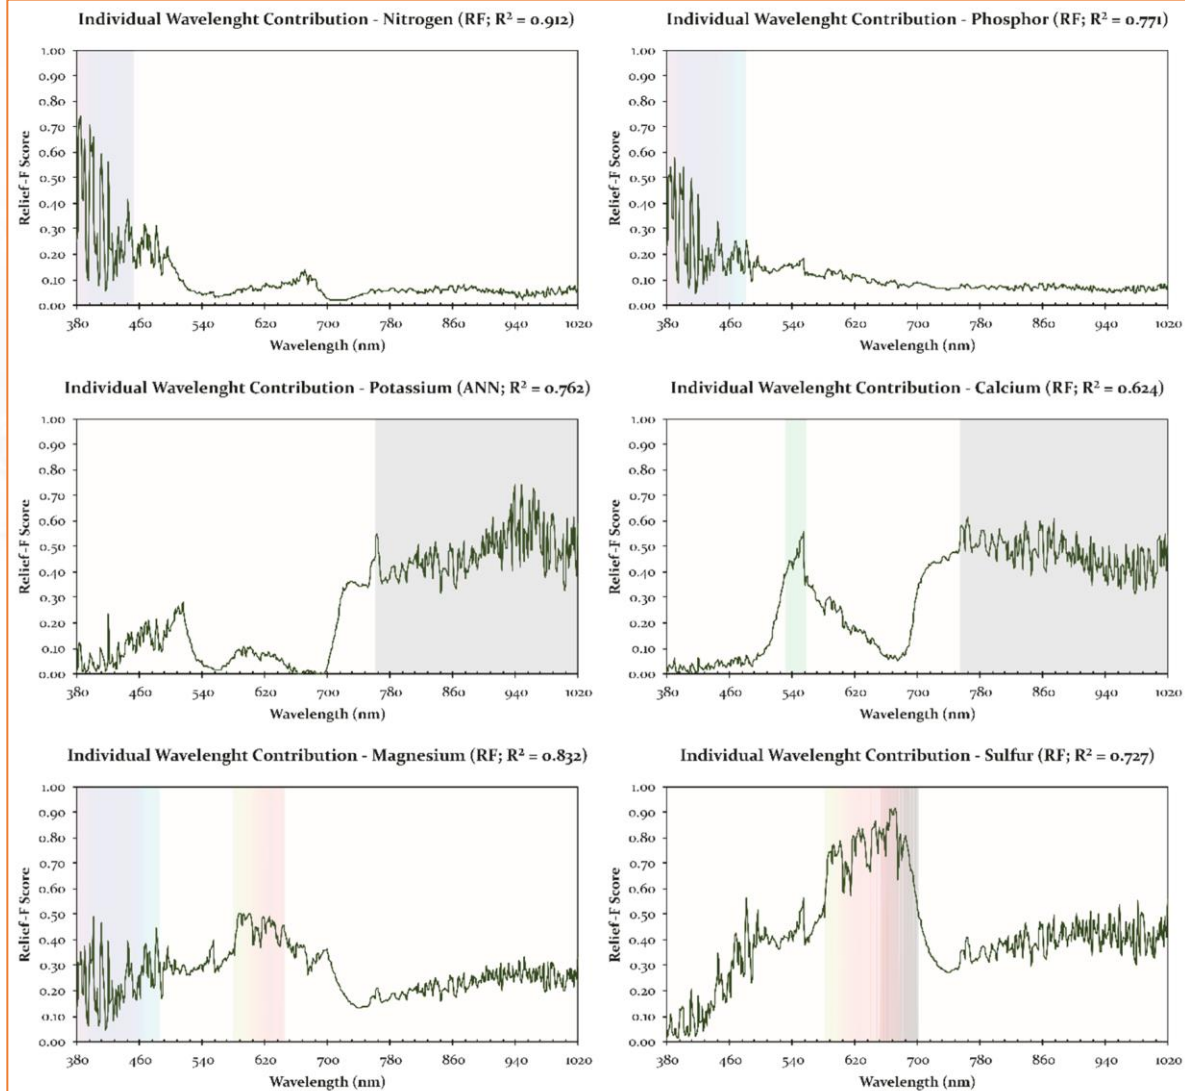 Individual Wavelenght Contribution - Nitrogen (RF; R² = 0.912)
1.00
0.90
0.80
0.70
0.60
0.50
0.40
0.30
0.20
0.10
0.00
Relief-F Score
380 460 540 620 700 780 860 940 1020
Wavelength (nm)
Individual Wavelenght Contribution - Phosphor (RF; R² = 0.771)
1.00
0.90
0.80
0.70
0.60
0.50
0.40
0.30
0.20
0.10
0.00
Relief-F Score
380 460 540 620 700 780 860 940 1020
Wavelength (nm)
Individual Wavelenght Contribution - Potassium (ANN; R² = 0.762)
1.00
0.90
0.80
0.70
0.60
0.50
0.40
0.30
0.20
0.10
0.00
Relief-F Score
380 460 540 620 700 780 860 940 1020
Wavelength (nm)
Individual Wavelenght Contribution - Calcium (RF; R² = 0.624)
1.00
0.90
0.80
0.70
0.60
0.50
0.40
0.30
0.20
0.10
0.00
Relief-F Score
380 460 540 620 700 780 860 940 1020
Wavelength (nm)
Individual Wavelenght Contribution - Magnesium (RF; R² = 0.832)
1.00
0.90
0.80
0.70
0.60
0.50
0.40
0.30
0.20
0.10
0.00
Relief-F Score
380 460 540 620 700 780 860 940 1020
Wavelength (nm)
Individual Wavelenght Contribution - Sulfur (RF; R² = 0.727)
1.00
0.90
0.80
0.70
0.60
0.50
0.40
0.30
0.20
0.10
0.00
Relief-F Score
380 460 540 620 700 780 860 940 1020
Wavelength (nm)